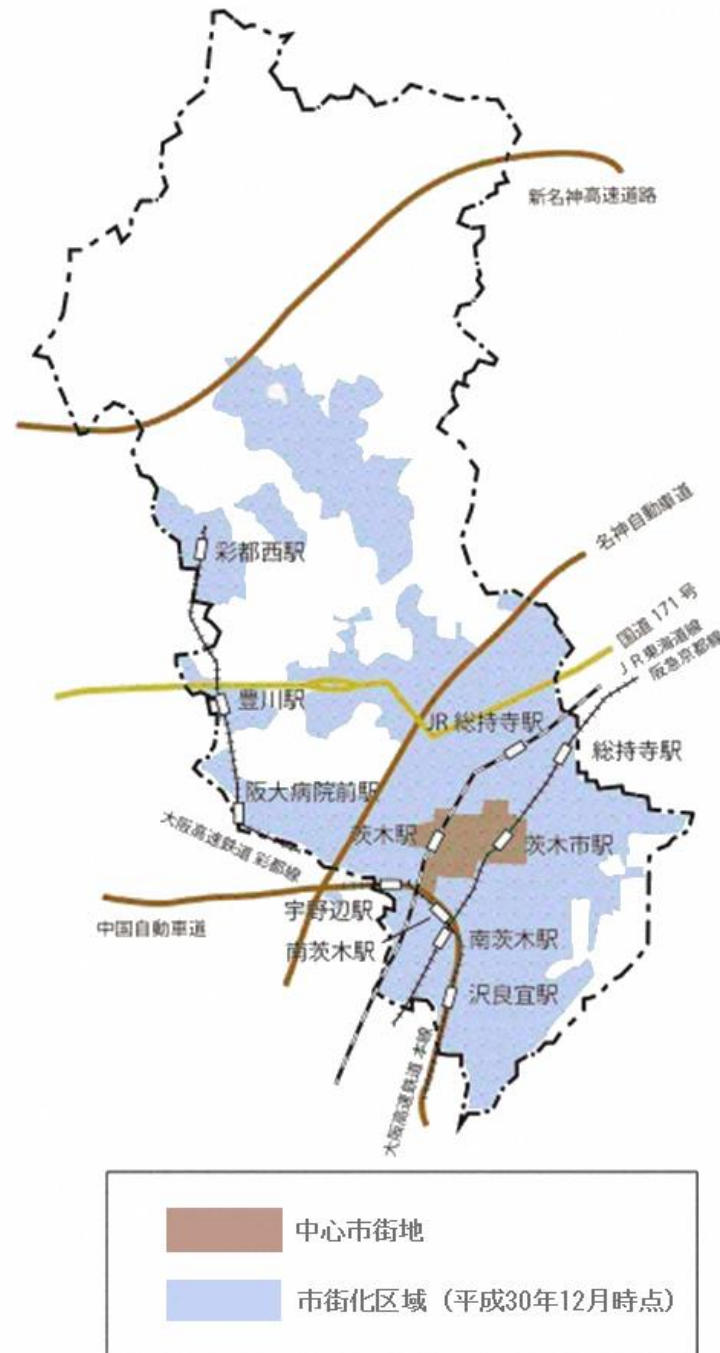 新名神高速道路
名神自動車道
彩都西駅
国道171号
JR東海道線
阪急京都線
豊川駅
JR総持寺駅
総持寺駅
阪大病院前駅
大阪高速鉄道 彩都線
茨木駅
茨木市駅
宇野辺駅
中国自動車道
南茨木駅
南茨木駅
沢良宜駅
大阪高速鉄道 本線
中心市街地
市街化区域（平成30年12月時点）